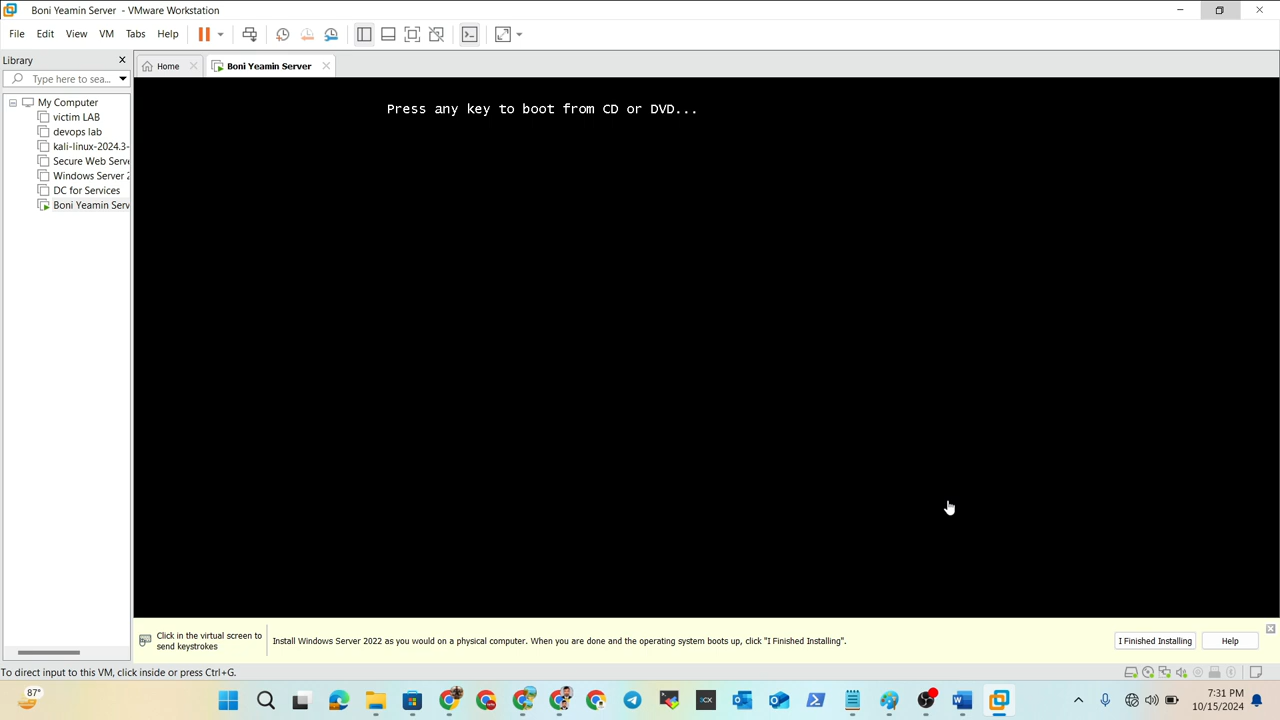 Boni Yeamin Server - VMware Workstation
File Edit View VM Tabs Help
Library
Type here to sea...
Home
Boni Yeamin Server
My Computer
victim LAB
devops lab
kali-linux-2024.3-
Secure Web Serve
Windows Server 2
DC for Services
Boni Yeamin Serv
Press any key to boot from CD or DVD...
Click in the virtual screen to
send keystrokes
Install Windows Server 2022 as you would on a physical computer. When you are done and the operating system boots up, click "I Finished Installing".
I Finished Installing
Help
To direct input to this VM, click inside or press Ctrl+G.
87°
7:31 PM
10/15/2024